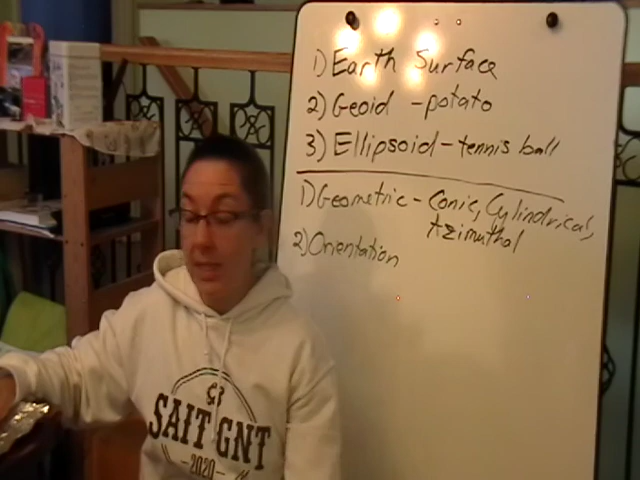 1) Earth Surface
2) Geoid - potato
3) Ellipsoid - tennis ball
1) Geometric - Conic, Cylindrical,
Azimuthal
2) Orientation
SAIT GNT
- 2020 -